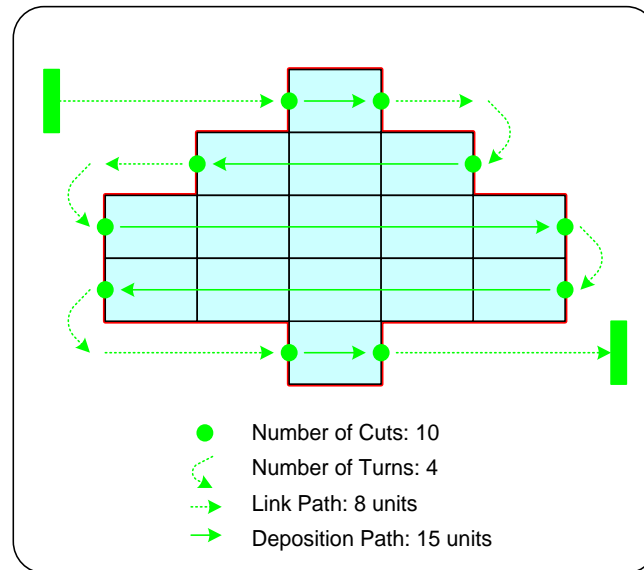 Number of Cuts: 10
Number of Turns: 4
Link Path: 8 units
Deposition Path: 15 units